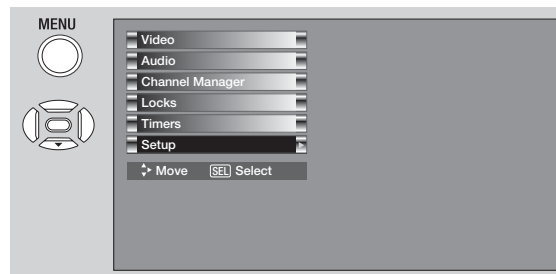 MENU
Video
Audio
Channel Manager
Locks
Timers
Setup
Move SEL Select